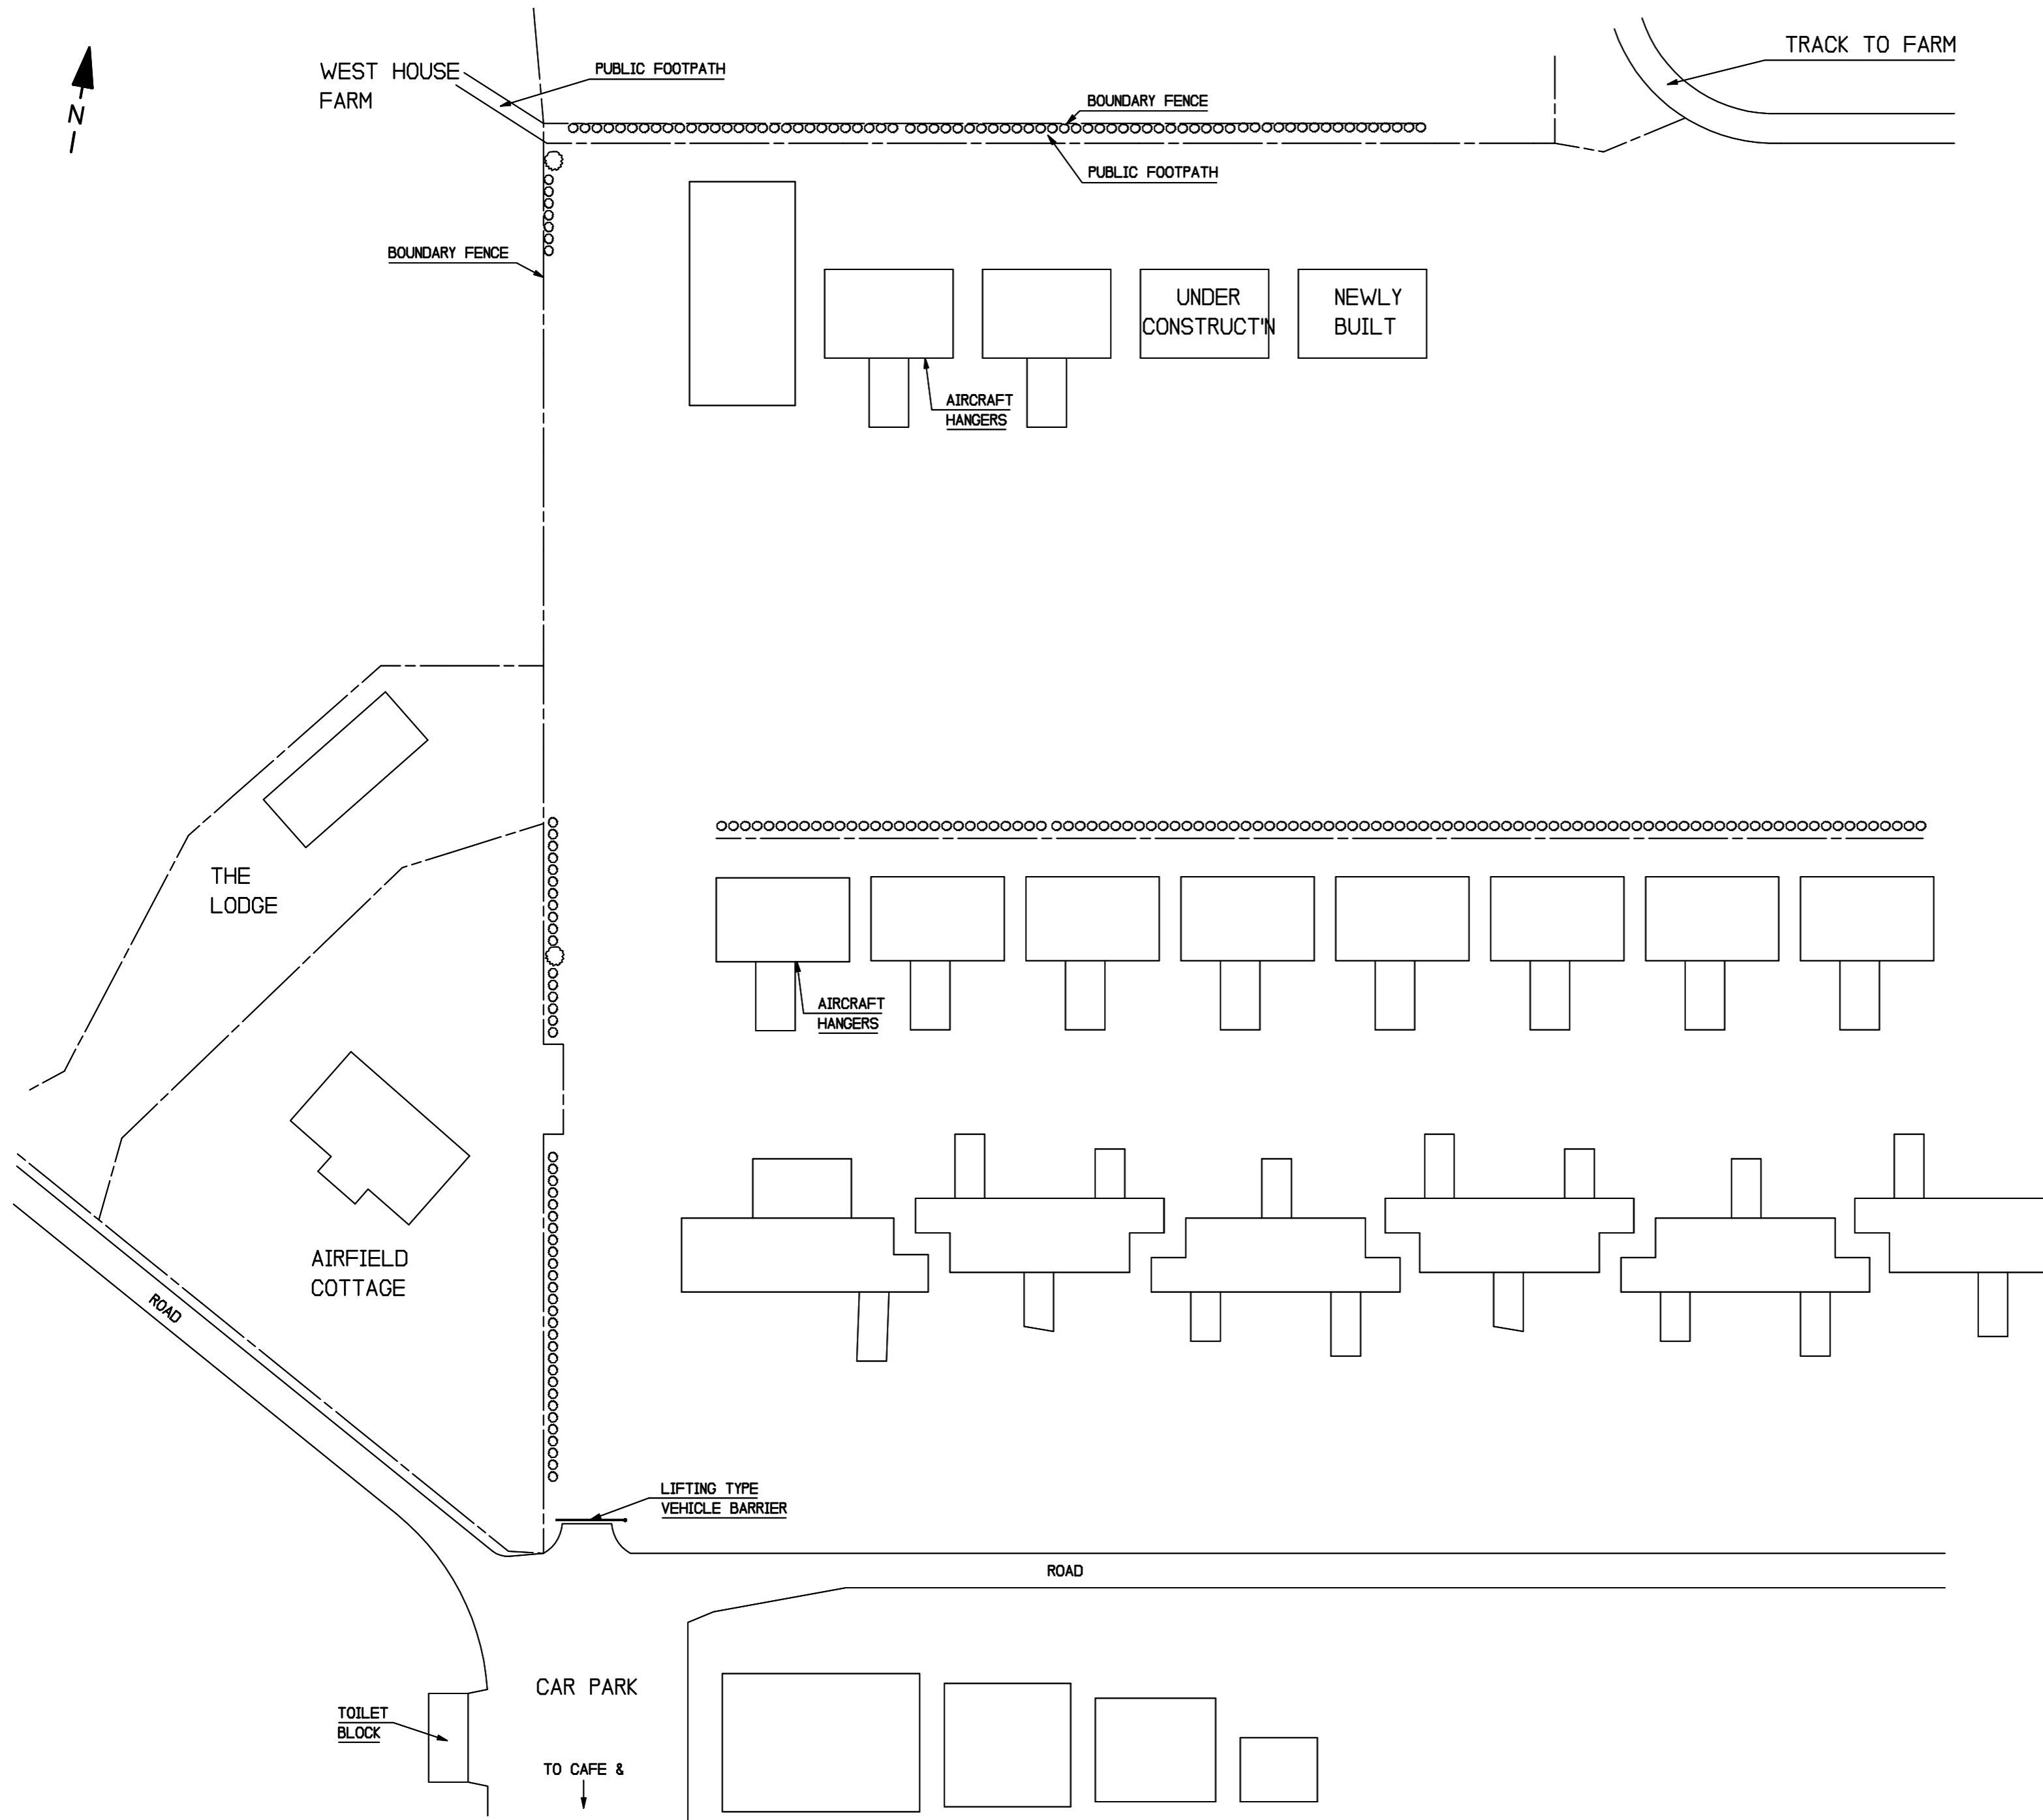 TRACK TO FARM
WEST HOUSE
FARM
PUBLIC FOOTPATH
BOUNDARY FENCE
N
PUBLIC FOOTPATH
BOUNDARY FENCE
UNDER
CONSTRUCT'N
NEWLY
BUILT
AIRCRAFT
HANGERS
THE
LODGE
AIRCRAFT
HANGERS
AIRFIELD
COTTAGE
ROAD
LIFTING TYPE
VEHICLE BARRIER
ROAD
CAR PARK
TOILET
BLOCK
TO CAFE &